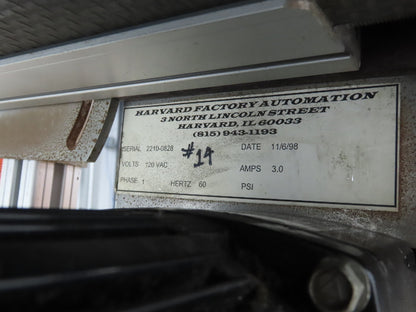 HARVARD FACTORY AUTOMATION
3 NORTH LINCOLN STREET
HARVARD, IL 60033
(815) 943-1193
SERIAL 2210-0828 #14 DATE 11/6/98
VOLTS 120 VAC AMPS 3.0
PHASE 1 HERTZ 60 PSI